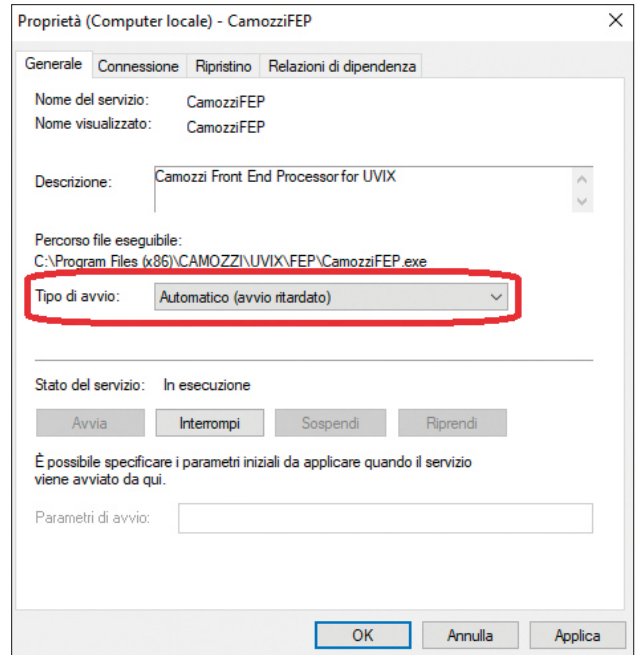 Proprietà (Computer locale) - CamozziFEP
Generale Connessione Ripristino Relazioni di dipendenza
Nome del servizio: CamozziFEP
Nome visualizzato: CamozziFEP
Descrizione: Camozzi Front End Processor for UVIX
Percorso file eseguibile:
C:\Program Files (x86)\CAMOZZI\UVIX\FEP\CamozziFEP.exe
Tipo di avvio: Automatico (avvio ritardato)
Stato del servizio: In esecuzione
Avvia Interrompi Sospendi Riprendi
È possibile specificare i parametri iniziali da applicare quando il servizio
viene avviato da qui.
Parametri di avvio:
OK Annulla Applica